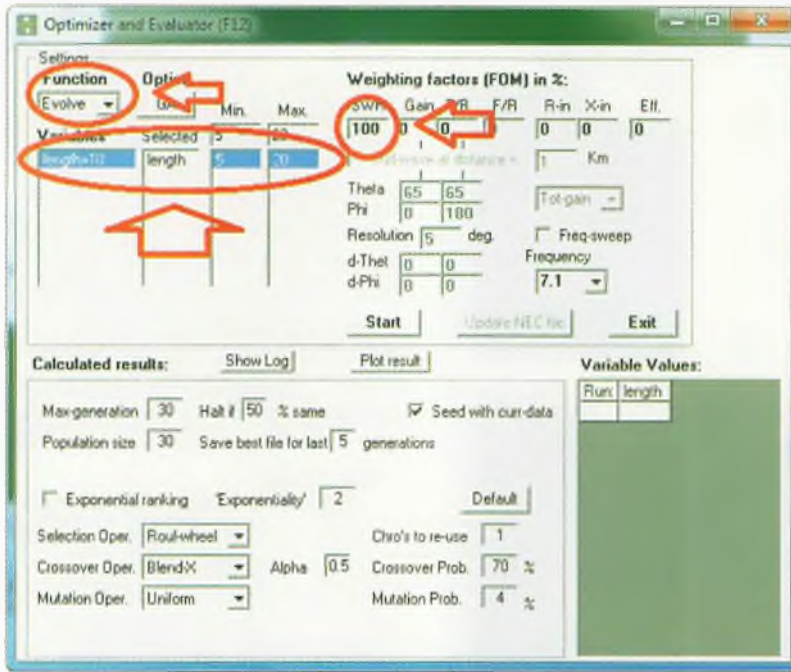 Optimizer and Evaluator (F12)
Settings
Function
Weighting factors (FOM) in %:
Evolve
Min.
Max.
SWR Gain F/R R-in X-in Eff.
Variables
Selected 5
100 0 0 0 0 0 0
length 5 20
1 Km
Theta 65 65
Phi 0 180
Tot-gain
Resolution 5 deg.
Freq-sweep
d-Thet 0 0
Frequency
d-Phi 0 0
7.1
Start
Update NEC file
Exit
Calculated results:
Show Log
Plot result
Variable Values:
Run: length
Max-generation 30 Halt if 50 % same Seed with curr-data
Population size 30 Save best file for last 5 generations
Exponential ranking 'Exponentiality' 2 Default
Selection Oper. Roul-wheel Chro's to re-use 1
Crossover Oper. Blend-X Alpha 0.5 Crossover Prob. 70 %
Mutation Oper. Uniform Mutation Prob. 4 %